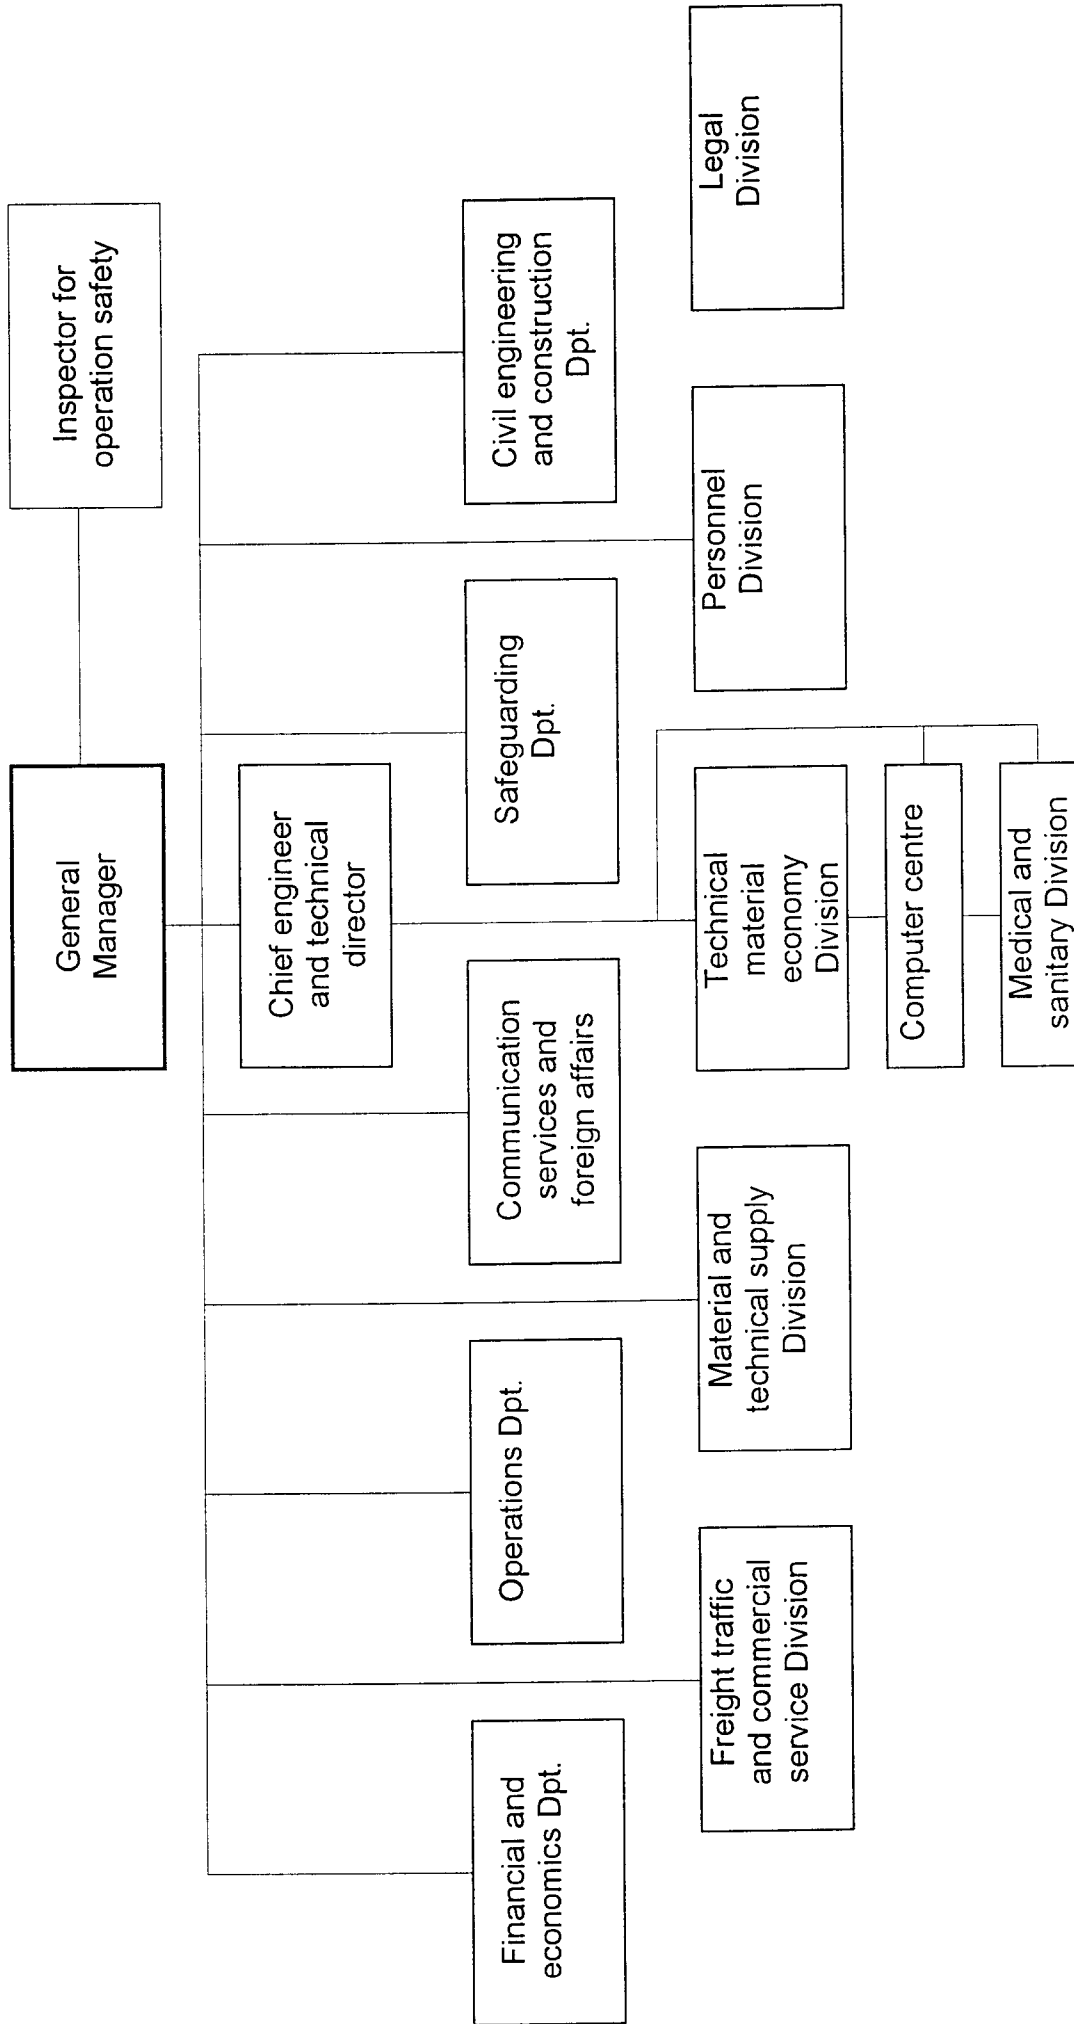 General
Manager
Inspector for
operation safety
Chief engineer
and technical
director
Financial and
economics Dpt.
Operations Dpt.
Communication
services and
foreign affairs
Safeguarding
Dpt.
Civil engineering
and construction
Dpt.
Freight traffic
and commercial
service Division
Material and
technical supply
Division
Technical
material
economy
Division
Personnel
Division
Legal
Division
Computer centre
Medical and
sanitary Division